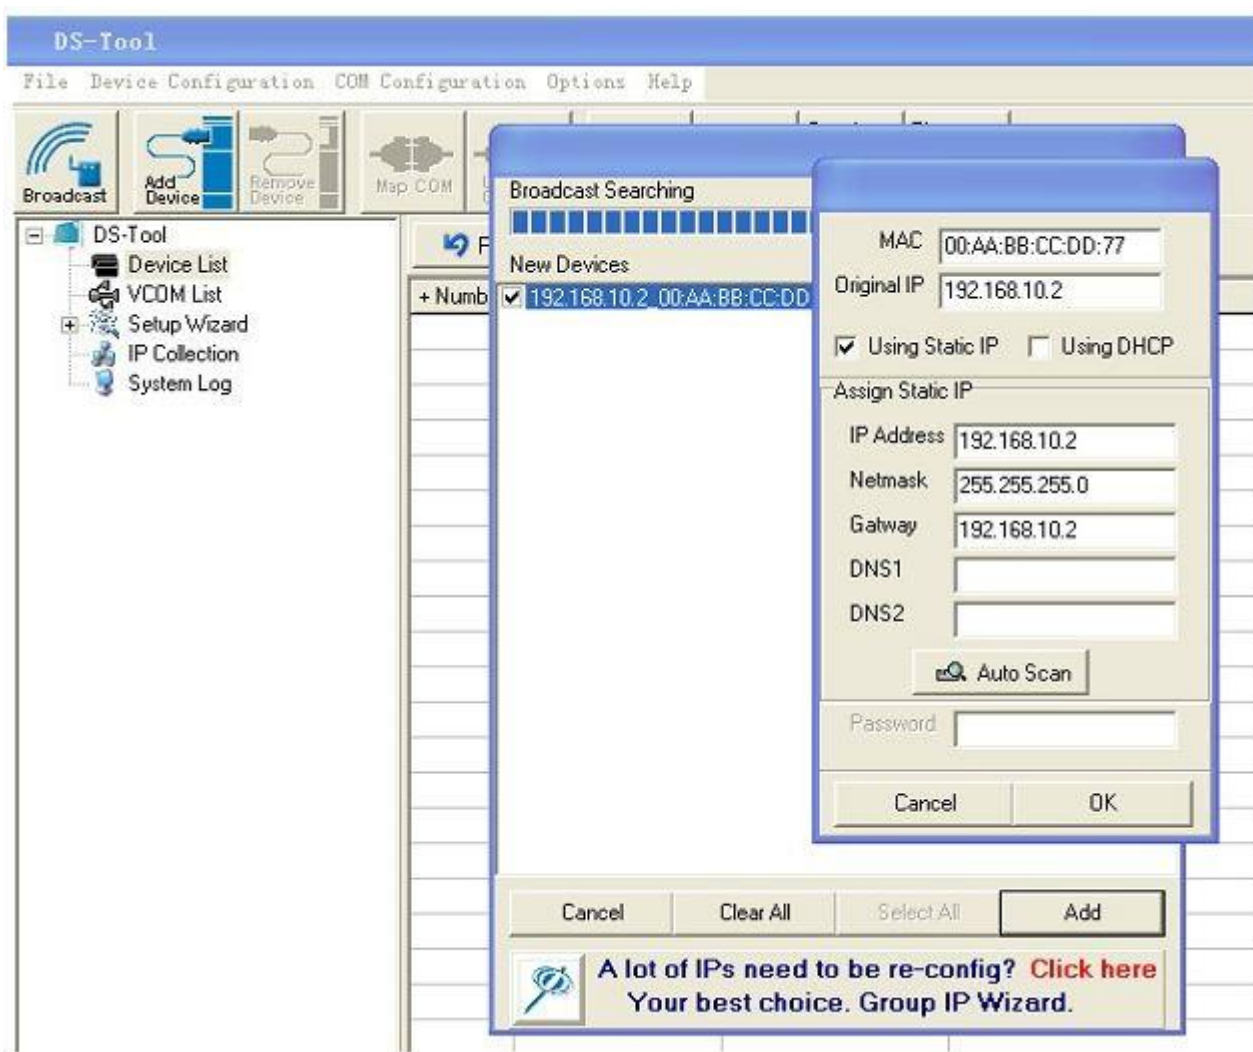 DS-Tool
File Device Configuration COM Configuration Options Help
Broadcast
Add Device
Remove Device
Map COM
DS-Tool
Device List
VCOM List
Setup Wizard
IP Collection
System Log
+ Numb
Broadcast Searching
New Devices
192.168.10.2_00:AA:BB:CC:DD
MAC 00:AA:BB:CC:DD:77
Original IP 192.168.10.2
Using Static IP Using DHCP
Assign Static IP
IP Address 192.168.10.2
Netmask 255.255.255.0
Gatway 192.168.10.2
DNS1
DNS2
Auto Scan
Password
Cancel OK
Cancel Clear All Select All Add
A lot of IPs need to be re-config? Click here
Your best choice. Group IP Wizard.